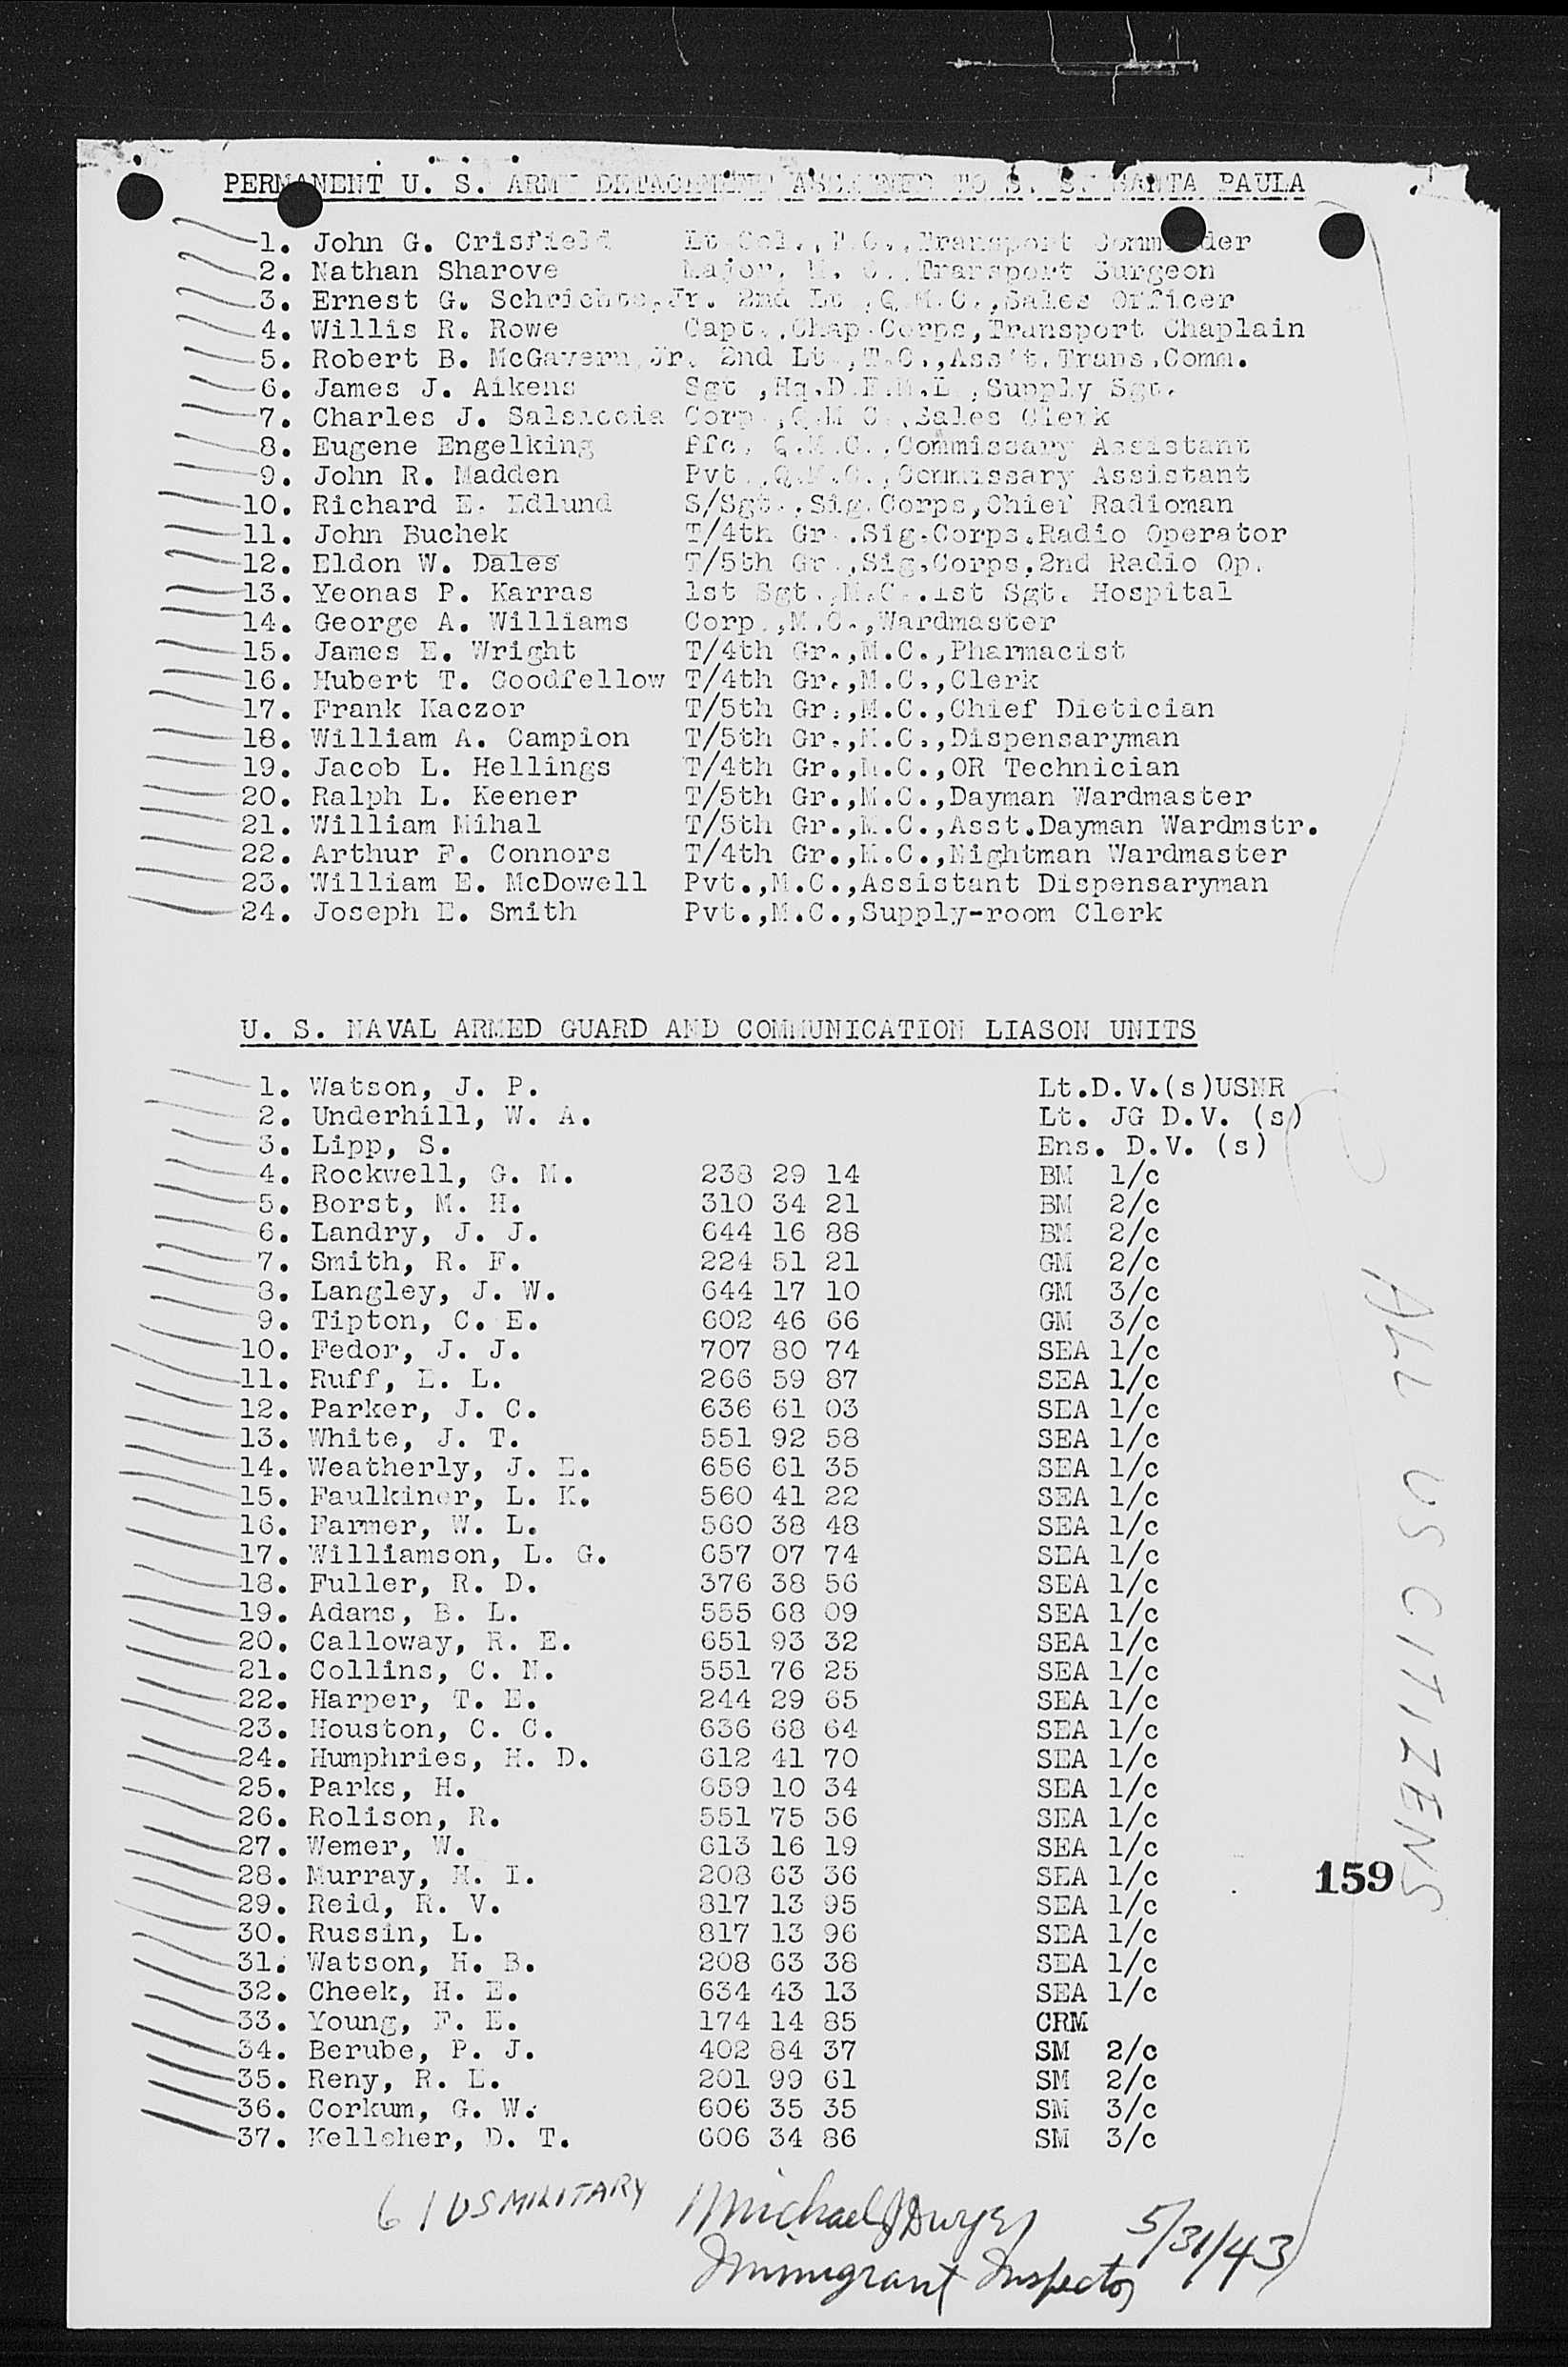 PERMANENT U. S. ARMY DETACHMENT ASSIGNED TO S. S. SANTA PAULA
1. John G. Crisfield Lt Col., T.C., Transport Commander
2. Nathan Sharove Major, M. C., Transport Surgeon
3. Ernest G. Jr. 2nd Lt., Q.M.C., Sales Officer
4. Willis R. Rowe Capt., Chap.Corps, Transport Chaplain
5. Robert B. McGavern, Jr. 2nd Lt., T.C., Ass't.Trans.Comm.
6. James J. Aikens Sgt., Hq.D.E.M.L., Supply Sgt.
7. Charles J. Salsiccia Corp., Q.M.C., Sales Clerk
8. Eugene Engelking Pfc. Q.M.C., Commissary Assistant
9. John R. Madden Pvt., Q.M.C., Commissary Assistant
10. Richard E. Edlund S/Sgt., Sig.Corps, Chief Radioman
11. John Buchek T/4th Gr., Sig.Corps, Radio Operator
12. Eldon W. Dales T/5th Gr., Sig.Corps, 2nd Radio Op.
13. Yeonas P. Karras 1st Sgt., M.C., 1st Sgt. Hospital
14. George A. Williams Corp., M.C., Wardmaster
15. James E. Wright T/4th Gr., M.C., Pharmacist
16. Hubert T. Goodfellow T/4th Gr., M.C., Clerk
17. Frank Kaczor T/5th Gr., M.C., Chief Dietician
18. William A. Campion T/5th Gr., M.C., Dispensaryman
19. Jacob L. Hellings T/4th Gr., M.C., OR Technician
20. Ralph L. Keener T/5th Gr., M.C., Dayman Wardmaster
21. William Mihal T/5th Gr., M.C., Asst.Dayman Wardmstr.
22. Arthur F. Connors T/4th Gr., M.C., Nightman Wardmaster
23. William E. McDowell Pvt., M.C., Assistant Dispensaryman
24. Joseph E. Smith Pvt., M.C., Supply-room Clerk
U. S. NAVAL ARMED GUARD AND COMMUNICATION LIASON UNITS
1. Watson, J. P. Lt.D.V.(s)USNR
2. Underhill, W. A. Lt. JG D.V. (s)
3. Lipp, S. Ens. D.V. (s)
4. Rockwell, G. M. 238 29 14 BM 1/c
5. Borst, M. H. 310 34 21 BM 2/c
6. Landry, J. J. 644 16 88 BM 2/c
7. Smith, R. F. 224 51 21 GM 2/c
8. Langley, J. W. 644 17 10 GM 3/c
9. Tipton, C. E. 602 46 66 GM 3/c
10. Fedor, J. J. 707 80 74 SEA 1/c
11. Ruff, E. L. 266 59 87 SEA 1/c
12. Parker, J. C. 636 61 03 SEA 1/c
13. White, J. T. 551 92 58 SEA 1/c
14. Weatherly, J. E. 656 61 35 SEA 1/c
15. Faulkiner, L. K. 560 41 22 SEA 1/c
16. Farmer, W. L. 560 38 48 SEA 1/c
17. Williamson, L. G. 657 07 74 SEA 1/c
18. Fuller, R. D. 376 38 56 SEA 1/c
19. Adams, B. L. 555 68 09 SEA 1/c
20. Calloway, R. E. 651 93 32 SEA 1/c
21. Collins, C. N. 551 76 25 SEA 1/c
22. Harper, T. E. 244 29 65 SEA 1/c
23. Houston, C. C. 636 68 64 SEA 1/c
24. Humphries, H. D. 612 41 70 SEA 1/c
25. Parks, H. 659 10 34 SEA 1/c
26. Rolison, R. 551 75 56 SEA 1/c
27. Wemer, W. 613 16 19 SEA 1/c
28. Murray, H. I. 208 63 36 SEA 1/c
29. Reid, R. V. 817 13 95 SEA 1/c
30. Russin, L. 817 13 96 SEA 1/c
31. Watson, H. B. 208 63 38 SEA 1/c
32. Cheek, H. E. 634 43 13 SEA 1/c
33. Young, F. E. 174 14 85 CRM
34. Berube, P. J. 402 84 37 SM 2/c
35. Reny, R. E. 201 99 61 SM 2/c
36. Corkum, G. W. 606 35 35 SM 3/c
37. Kelleher, D. T. 606 34 86 SM 3/c
ALL US CITIZENS
159
61 US MILITARY Michael J Dwyer 5/31/43
Immigrant Inspector